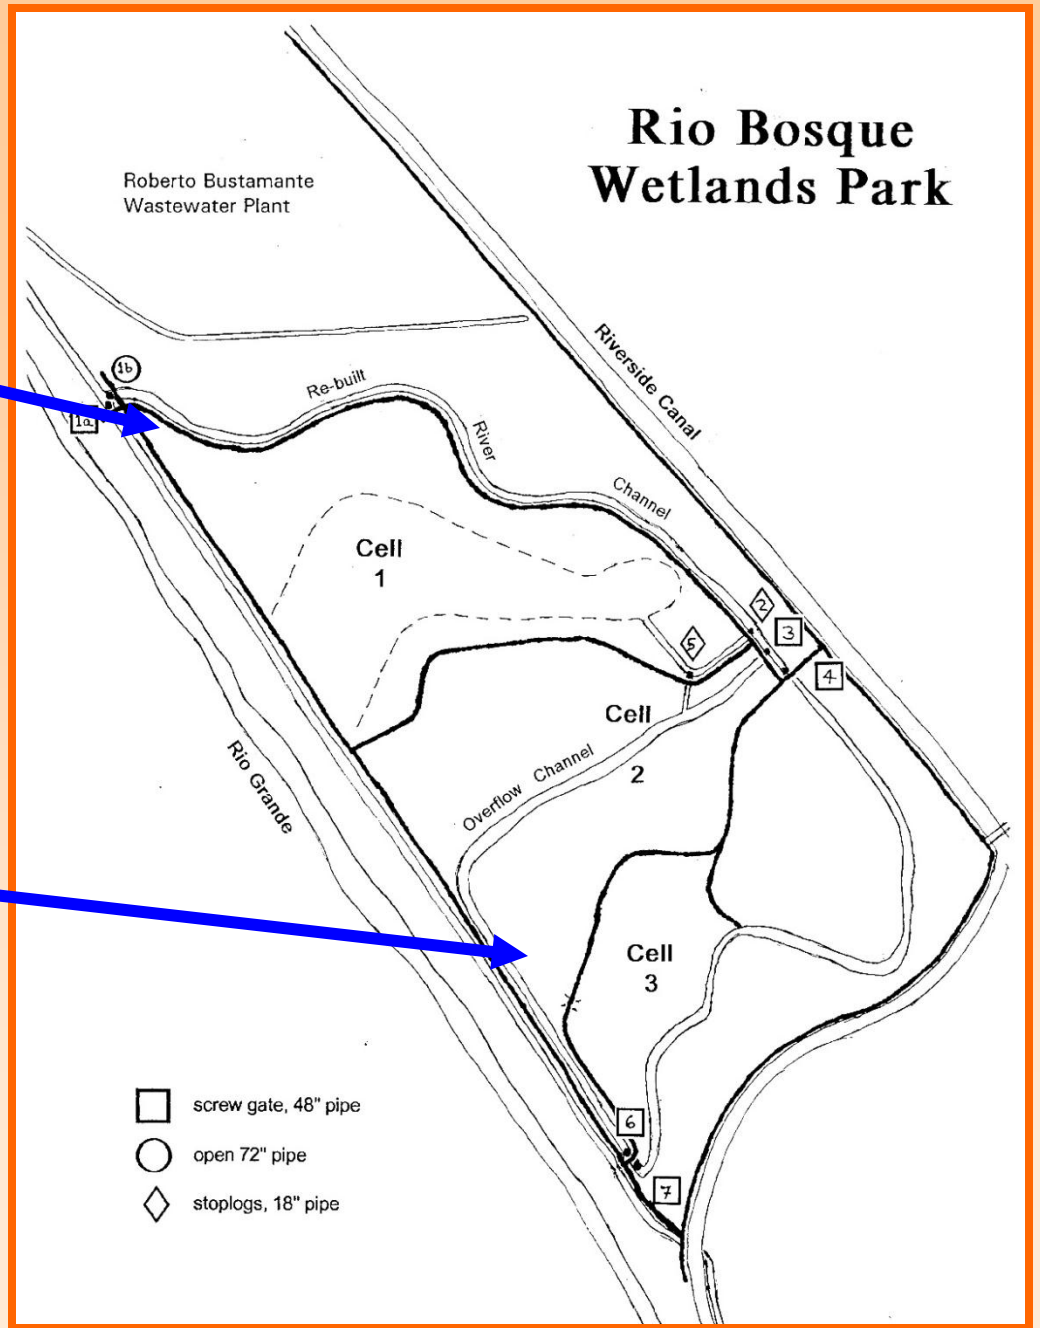 Rio Bosque
Wetlands Park
Roberto Bustamante
Wastewater Plant
Riverside Canal
1b
1a
Re-built
River
Channel
Cell
1
2
3
5
4
Cell
2
Overflow Channel
Rio Grande
Cell
3
6
7
screw gate, 48" pipe
open 72" pipe
stoplogs, 18" pipe